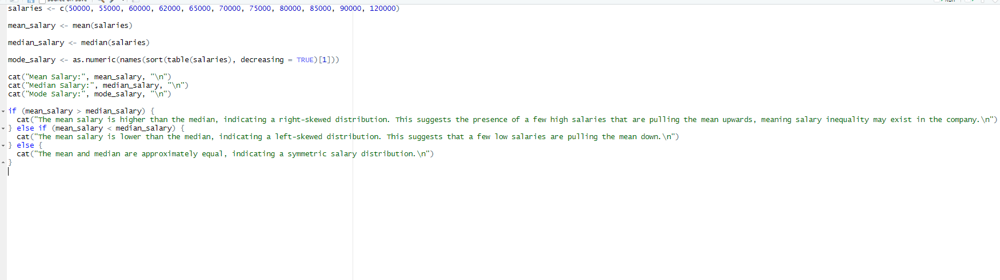 Source on Save
Run
salaries <- c(50000, 55000, 60000, 62000, 65000, 70000, 75000, 80000, 85000, 90000, 120000)
mean_salary <- mean(salaries)
median_salary <- median(salaries)
mode_salary <- as.numeric(names(sort(table(salaries), decreasing = TRUE)[1]))
cat("Mean Salary:", mean_salary, "\n")
cat("Median Salary:", median_salary, "\n")
cat("Mode Salary:", mode_salary, "\n")
if (mean_salary > median_salary) {
  cat("The mean salary is higher than the median, indicating a right-skewed distribution. This suggests the presence of a few high salaries that are pulling the mean upwards, meaning salary inequality may exist in the company.\n")
} else if (mean_salary < median_salary) {
  cat("The mean salary is lower than the median, indicating a left-skewed distribution. This suggests that a few low salaries are pulling the mean down.\n")
} else {
  cat("The mean and median are approximately equal, indicating a symmetric salary distribution.\n")
}